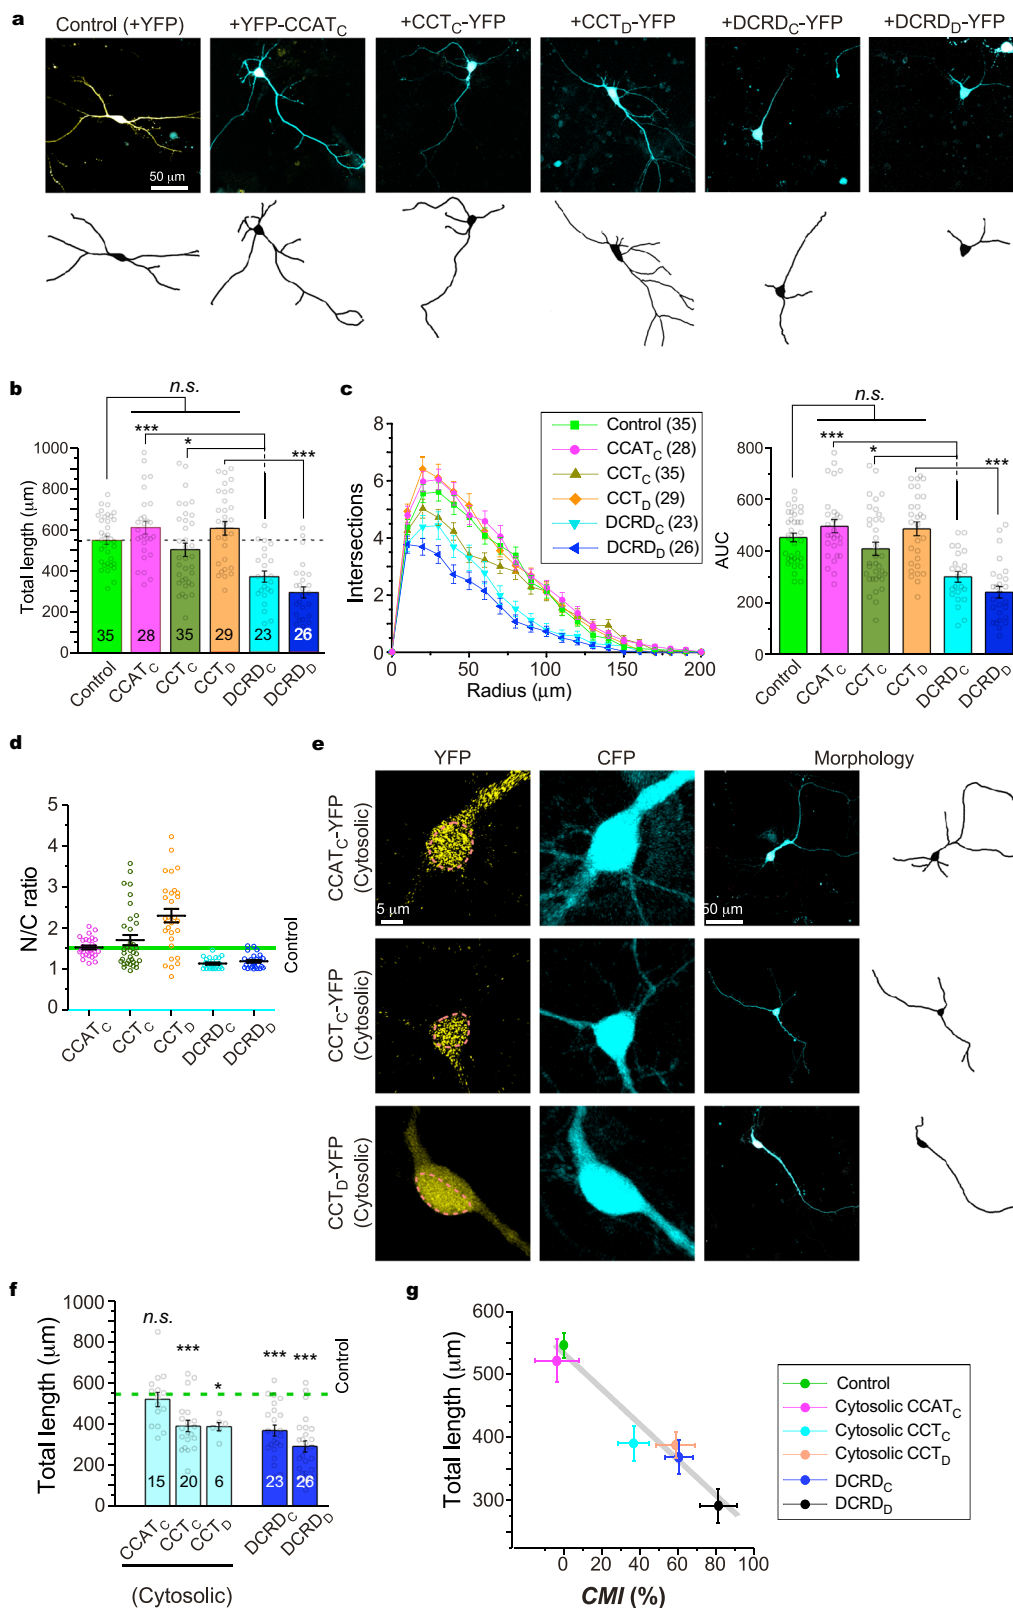 a
Control (+YFP)
+YFP-CCATC
+CCTC-YFP
+CCTD-YFP
+DCRDC-YFP
+DCRDD-YFP
50 µm
b
n.s.
***
*
***
Total length (µm)
1000
800
600
400
200
0
35
28
35
29
23
26
Control
CCATC
CCTC
CCTD
DCRDC
DCRDD
c
Intersections
8
6
4
2
0
0
50
100
150
200
Radius (µm)
Control (35)
CCATC (28)
CCTC (35)
CCTD (29)
DCRDC (23)
DCRDD (26)
n.s.
***
*
***
AUC
800
600
400
200
0
Control
CCATC
CCTC
CCTD
DCRDC
DCRDD
d
N/C ratio
5
4
3
2
1
0
Control
CCATC
CCTC
CCTD
DCRDC
DCRDD
e
YFP
CFP
Morphology
CCATC-YFP
(Cytosolic)
5 µm
50 µm
CCTC-YFP
(Cytosolic)
CCTD-YFP
(Cytosolic)
f
Total length (µm)
1000
800
600
400
200
0
n.s.
***
*
***
***
Control
15
20
6
23
26
CCATC
CCTC
CCTD
DCRDC
DCRDD
(Cytosolic)
g
Total length (µm)
600
500
400
300
0
20
40
60
80
100
CMI (%)
Control
Cytosolic CCATC
Cytosolic CCTC
Cytosolic CCTD
DCRDC
DCRDD